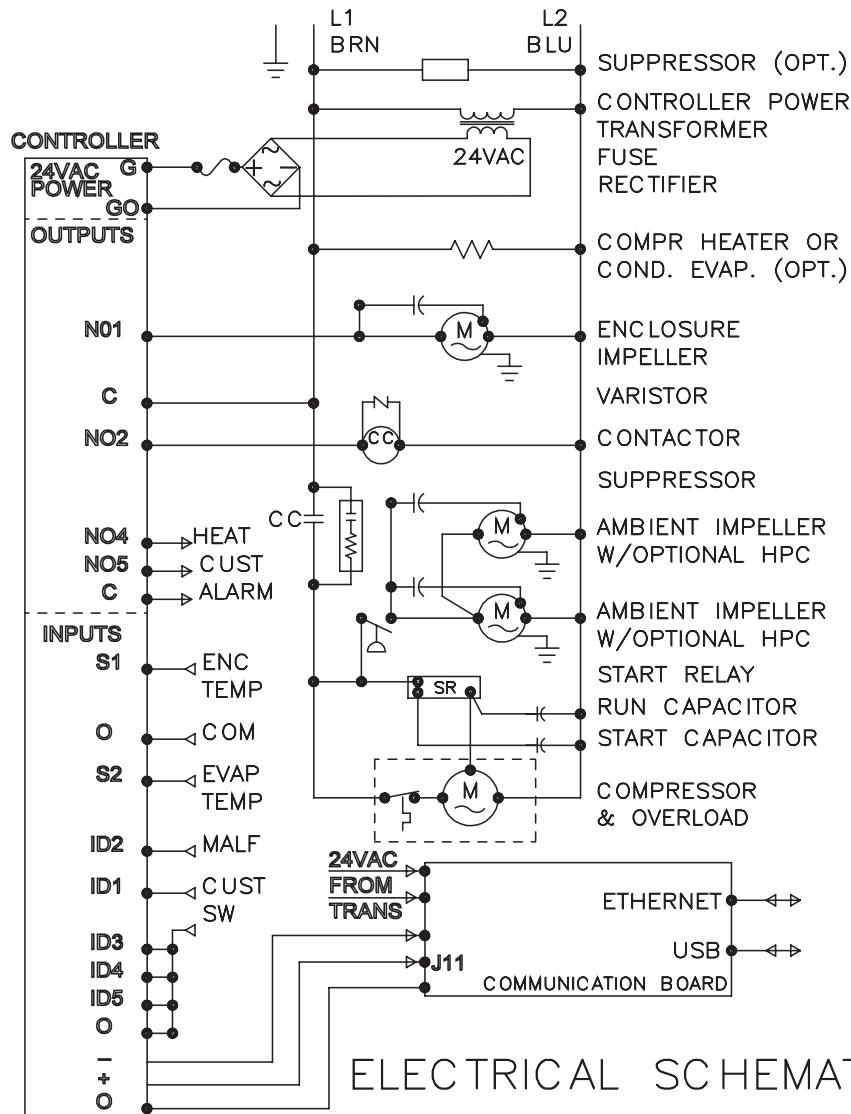 L1
BRN
L2
BLU
SUPPRESSOR (OPT.)
CONTROLLER POWER
TRANSFORMER
FUSE
RECTIFIER
24VAC
CONTROLLER
24VAC
POWER
G
GO
OUTPUTS
COMPR HEATER OR
COND. EVAP. (OPT.)
N01
M
ENCLOSURE
IMPELLER
C
VARISTOR
NO2
CC
CONTACTOR
SUPPRESSOR
CC
M
AMBIENT IMPELLER
W/OPTIONAL HPC
NO4
HEAT
NO5
CUST
C
ALARM
M
AMBIENT IMPELLER
W/OPTIONAL HPC
INPUTS
S1
ENC
TEMP
SR
START RELAY
RUN CAPACITOR
START CAPACITOR
O
COM
S2
EVAP
TEMP
M
COMPRESSOR
& OVERLOAD
ID2
MALF
ID1
CUST
SW
24VAC
FROM
TRANS
ETHERNET
USB
J11
COMMUNICATION BOARD
ID3
ID4
ID5
O
-
+
O
ELECTRICAL SCHEMAT